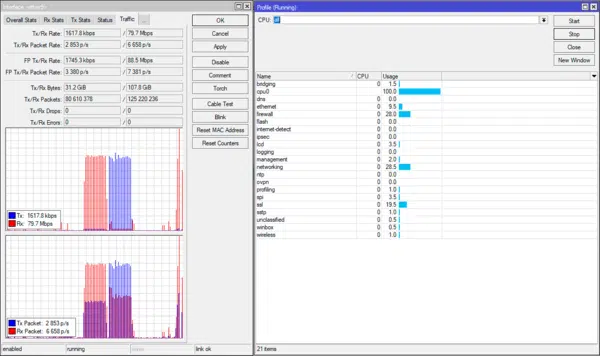 Interface <ether5>
Overall Stats Rx Stats Tx Stats Status Traffic ...
Tx/Rx Rate: 1617.8 kbps / 79.7 Mbps
Tx/Rx Packet Rate: 2 853 p/s / 6 658 p/s
FP Tx/Rx Rate: 1745.3 kbps / 88.5 Mbps
FP Tx/Rx Packet Rate: 3 380 p/s / 7 381 p/s
Tx/Rx Bytes: 31.2 GiB / 107.8 GiB
Tx/Rx Packets: 80 610 378 / 125 220 236
Tx/Rx Drops: 0 / 0
Tx/Rx Errors: 0 / 0
OK
Cancel
Apply
Disable
Comment
Torch
Cable Test
Blink
Reset MAC Address
Reset Counters
Tx: 1617.8 kbps
Rx: 79.7 Mbps
Tx Packet: 2 853 p/s
Rx Packet: 6 658 p/s
enabled running link ok
Profile (Running)
CPU: all
Start
Stop
Close
New Window
Name CPU Usage
bridging 0 1.5
cpu0 0 100.0
dns 0 0.0
ethernet 0 9.5
firewall 0 28.0
flash 0 0.0
internet-detect 0 0.0
ipsec 0 0.0
lcd 0 3.5
logging 0 0.0
management 0 2.0
networking 0 28.5
ntp 0 0.0
ovpn 0 0.0
profiling 0 1.0
spi 0 3.5
ssl 0 19.5
sstp 0 1.0
unclassified 0 0.5
winbox 0 0.5
wireless 0 1.0
21 items